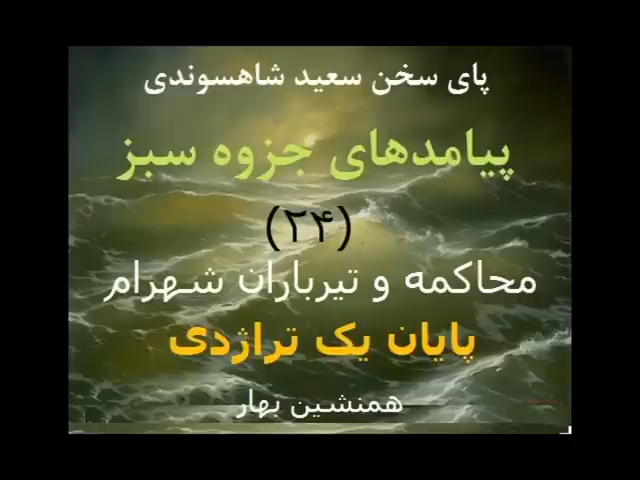 پای سخن سعید شاهسوندی
پیامدهای جزوه سبز
(۲۴)
محاکمه و تیرباران شهرام
پایان یک تراژدی
همنشین بهار